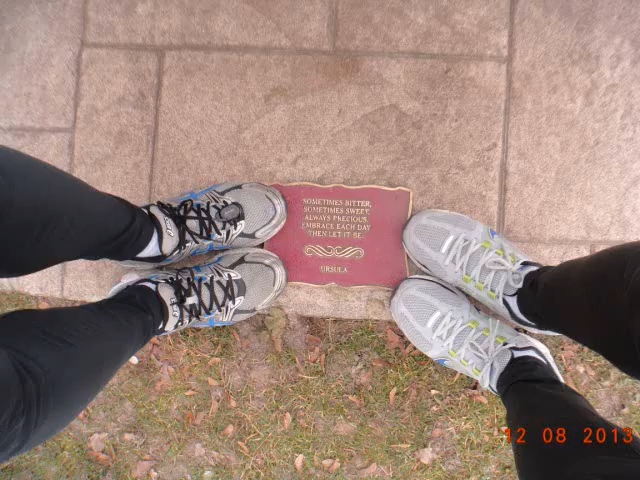 SOMETIMES BITTER,
SOMETIMES SWEET,
ALWAYS PRECIOUS.
EMBRACE EACH DAY
THEN LET IT BE.
URSULA
12 08 2013